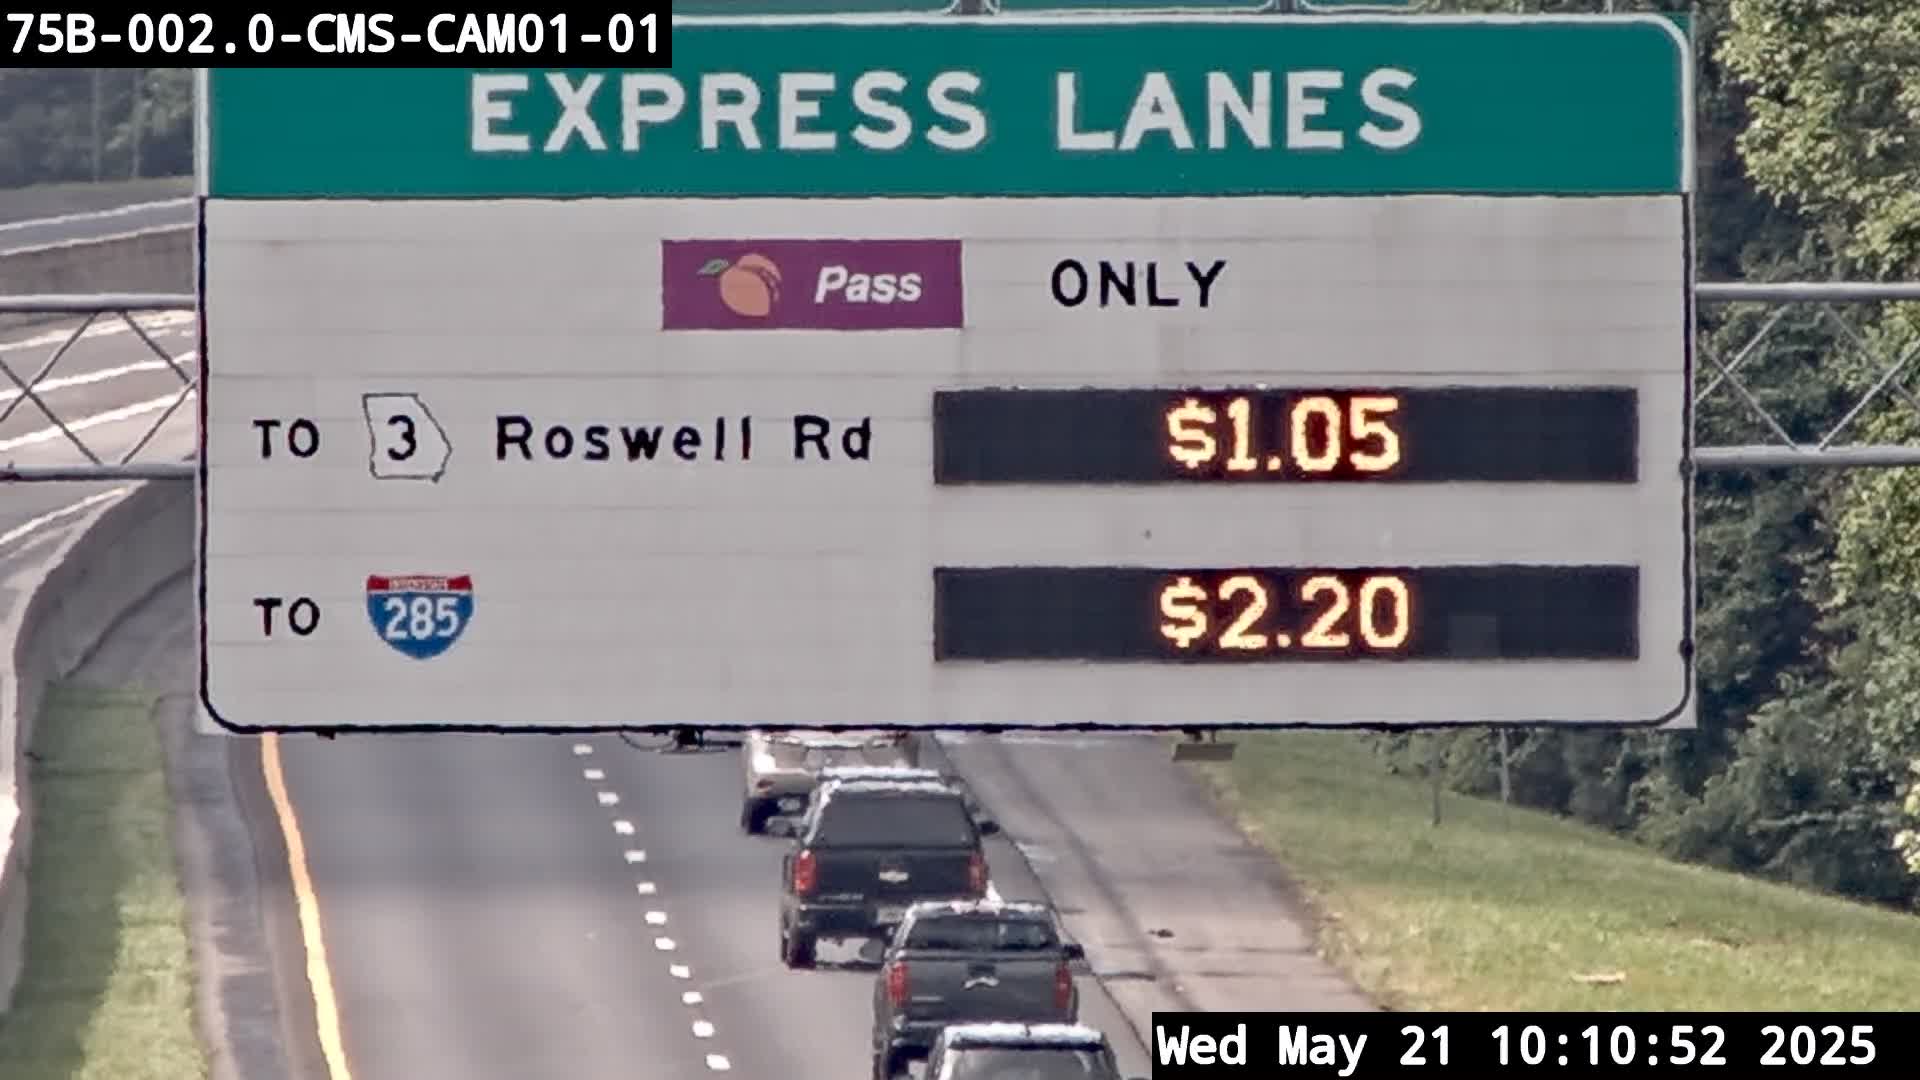 75B-002.0-CMS-CAM01-01
EXPRESS LANES
Pass ONLY
TO 3 Roswell Rd $1.05
TO 285 $2.20
Wed May 21 10:10:52 2025